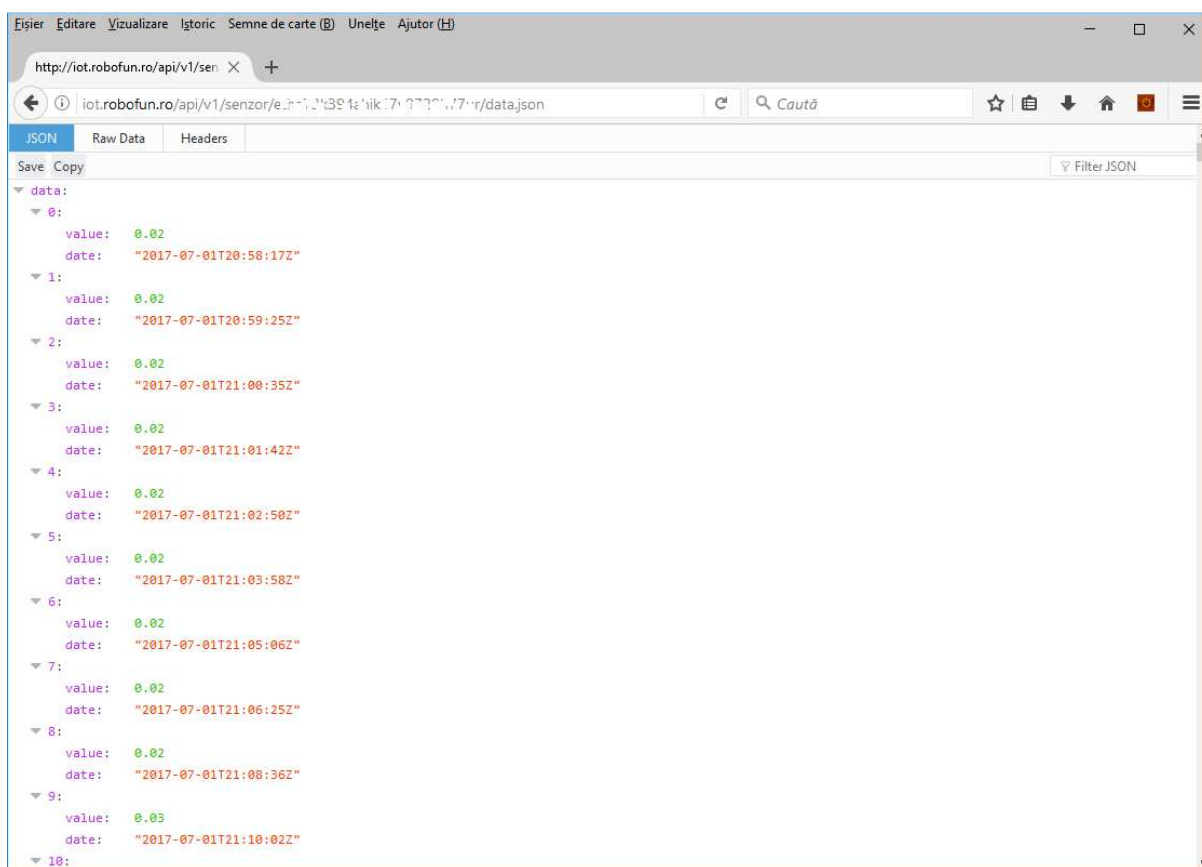 Fișier Editare Vizualizare Istoric Semne de carte (B) Unelte Ajutor (H)
http://iot.robofun.ro/api/v1/sen
iot.robofun.ro/api/v1/senzor/ /data.json
Caută
JSON Raw Data Headers
Save Copy
Filter JSON
data:
0:
value: 0.02
date: "2017-07-01T20:58:17Z"
1:
value: 0.02
date: "2017-07-01T20:59:25Z"
2:
value: 0.02
date: "2017-07-01T21:00:35Z"
3:
value: 0.02
date: "2017-07-01T21:01:42Z"
4:
value: 0.02
date: "2017-07-01T21:02:50Z"
5:
value: 0.02
date: "2017-07-01T21:03:58Z"
6:
value: 0.02
date: "2017-07-01T21:05:06Z"
7:
value: 0.02
date: "2017-07-01T21:06:25Z"
8:
value: 0.02
date: "2017-07-01T21:08:36Z"
9:
value: 0.03
date: "2017-07-01T21:10:02Z"
10: